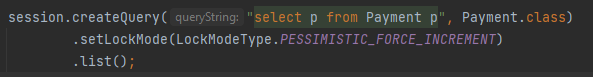 session.createQuery( queryString: "select p from Payment p", Payment.class)
.setLockMode(LockModeType.PESSIMISTIC_FORCE_INCREMENT)
.list();